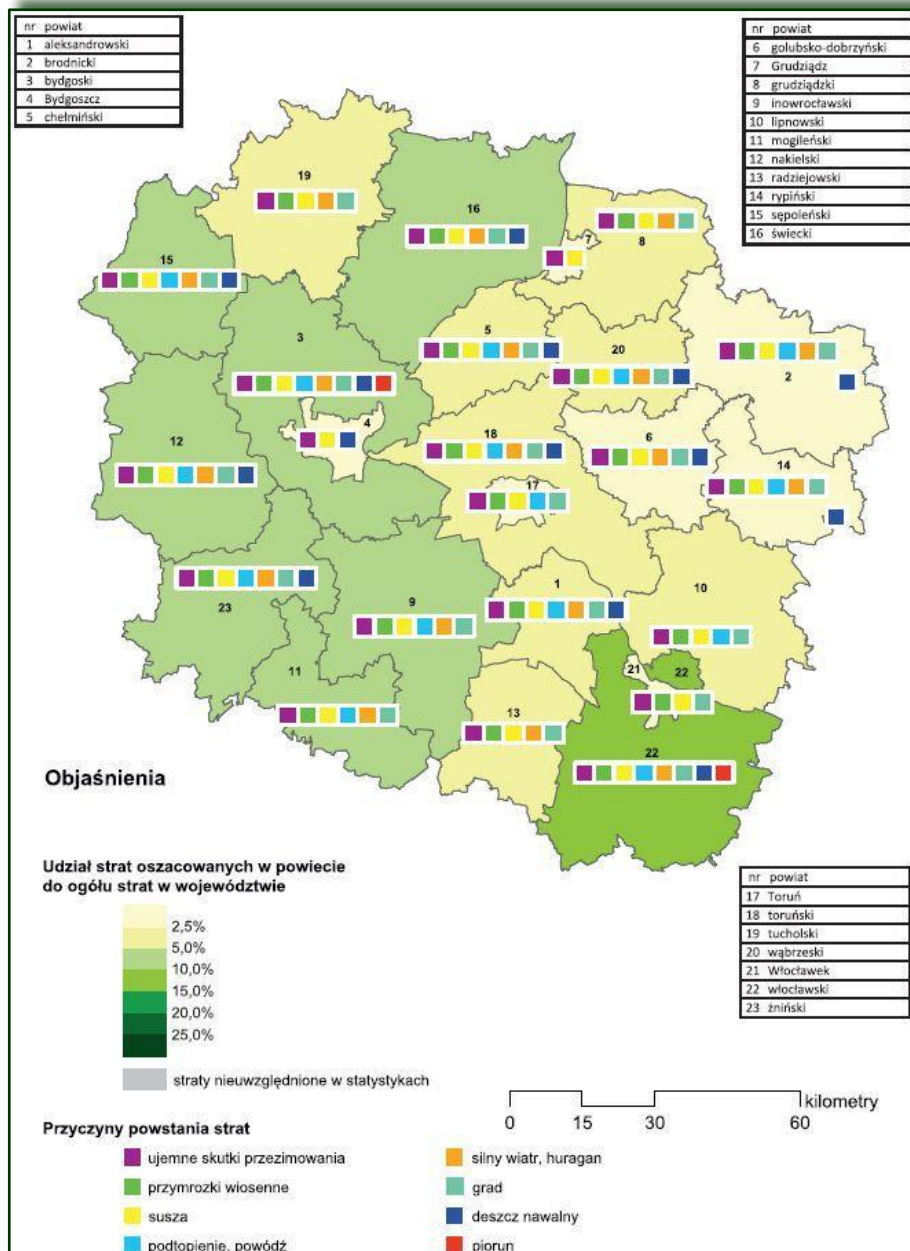 nr powiat
1 aleksandrowski
2 brodnicki
3 bydgoski
4 Bydgoszcz
5 chełmiński
nr powiat
6 golubsko-dobrzyński
7 Grudziądz
8 grudziądzki
9 inowrocławski
10 lipnowski
11 mogileński
12 nakielski
13 radziejowski
14 rypiński
15 sępoleński
16 świecki
19
16
7
8
15
3
5
20
2
4
12
18
6
14
17
1
10
23
9
21
22
11
13
22
Objaśnienia
Udział strat oszacowanych w powiecie
do ogółu strat w województwie
2,5%
5,0%
10,0%
15,0%
20,0%
25,0%
straty nieuwzględnione w statystykach
nr powiat
17 Toruń
18 toruński
19 tucholski
20 wąbrzeski
21 Włocławek
22 włocławski
23 żniński
kilometry
0 15 30 60
Przyczyny powstania strat
ujemne skutki przezimowania
przymrozki wiosenne
susza
podtopienie, powódź
silny wiatr, huragan
grad
deszcz nawalny
piorun